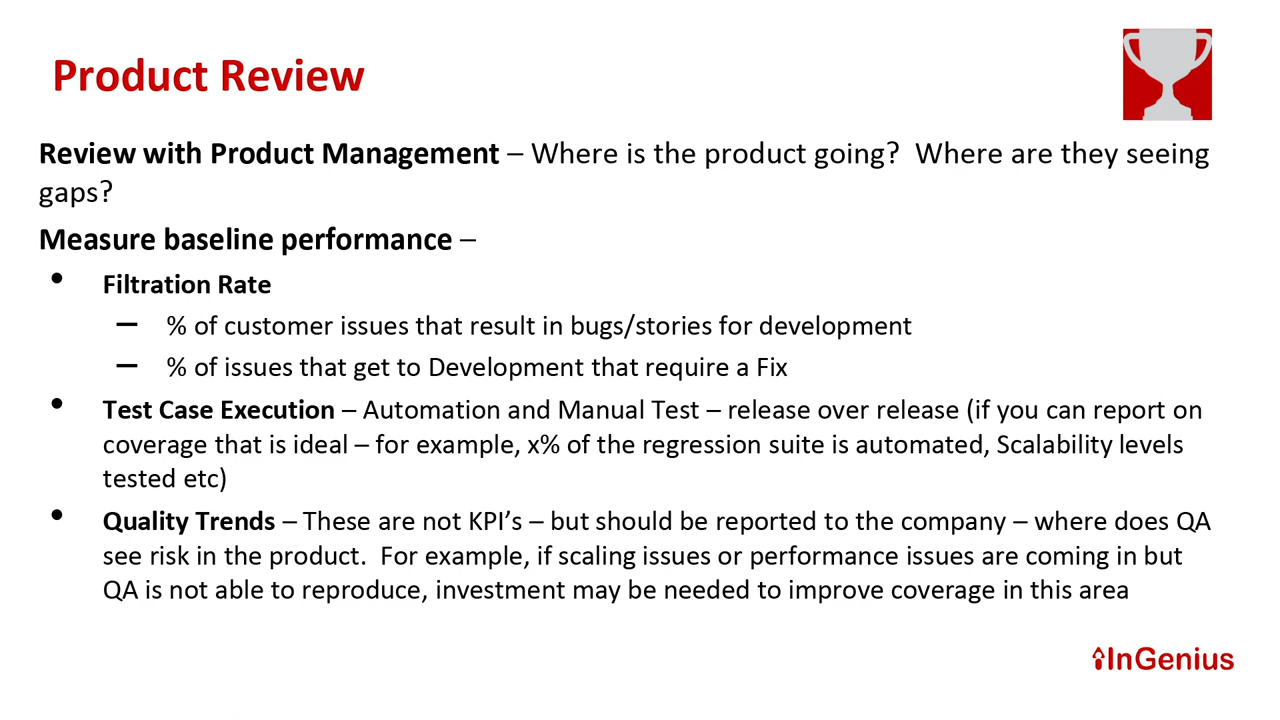 Product Review
Review with Product Management – Where is the product going?  Where are they seeing
gaps?
Measure baseline performance –
• Filtration Rate
– % of customer issues that result in bugs/stories for development
– % of issues that get to Development that require a Fix
• Test Case Execution – Automation and Manual Test – release over release (if you can report on
coverage that is ideal – for example, x% of the regression suite is automated, Scalability levels
tested etc)
• Quality Trends – These are not KPI’s – but should be reported to the company – where does QA
see risk in the product.  For example, if scaling issues or performance issues are coming in but
QA is not able to reproduce, investment may be needed to improve coverage in this area
InGenius